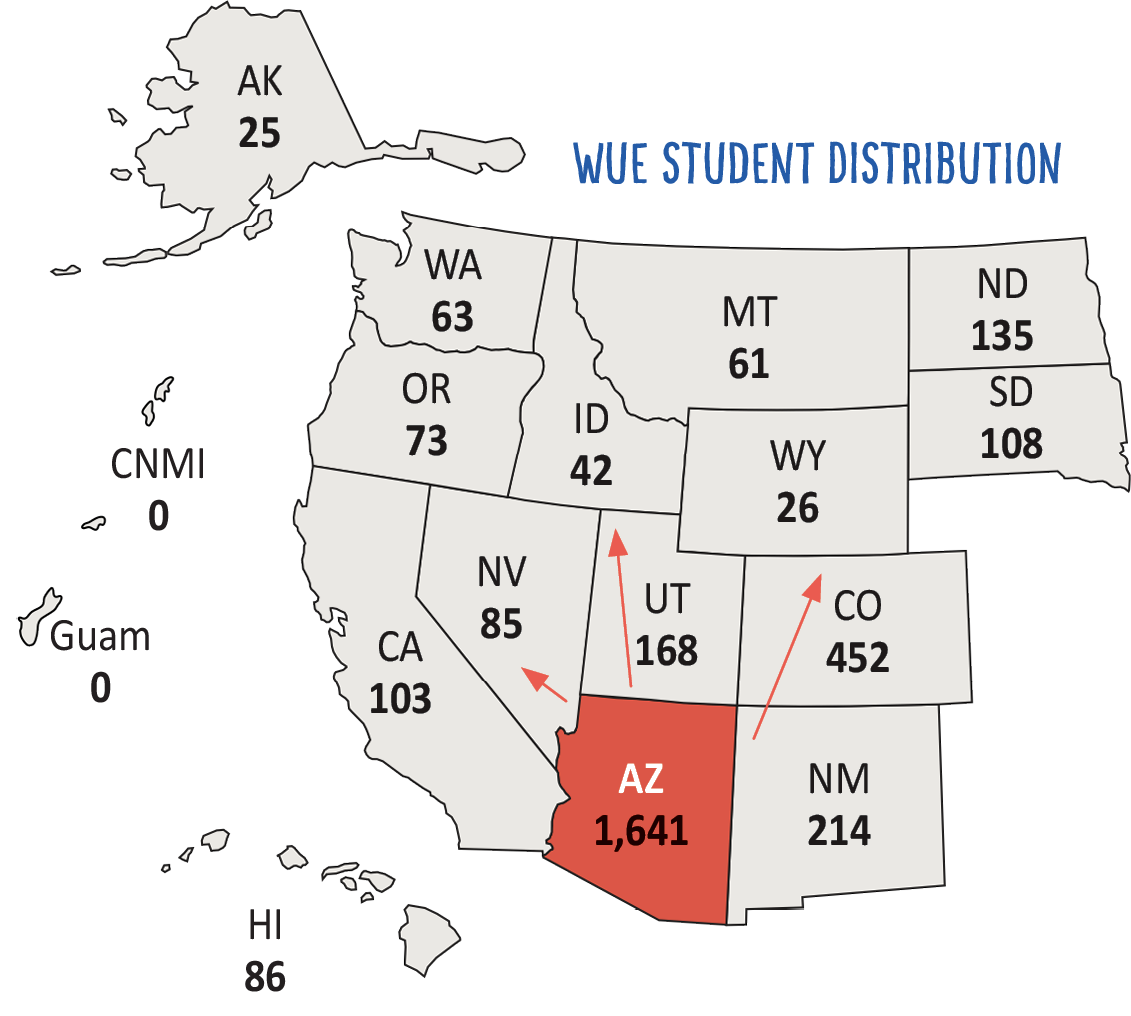 AK
25
WUE STUDENT DISTRIBUTION
WA
63
MT
61
ND
135
OR
73
ID
42
SD
108
WY
26
CNMI
0
NV
85
UT
168
CO
452
Guam
0
CA
103
AZ
1,641
NM
214
HI
86